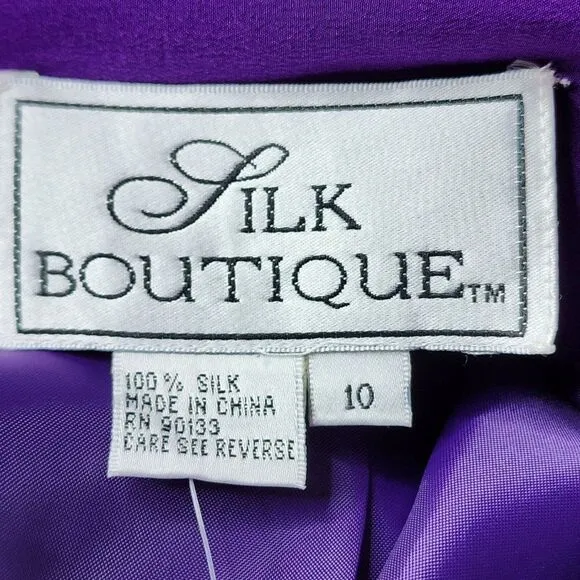 SILK
BOUTIQUE™
100% SILK
MADE IN CHINA
RN 90133
CARE SEE REVERSE
10